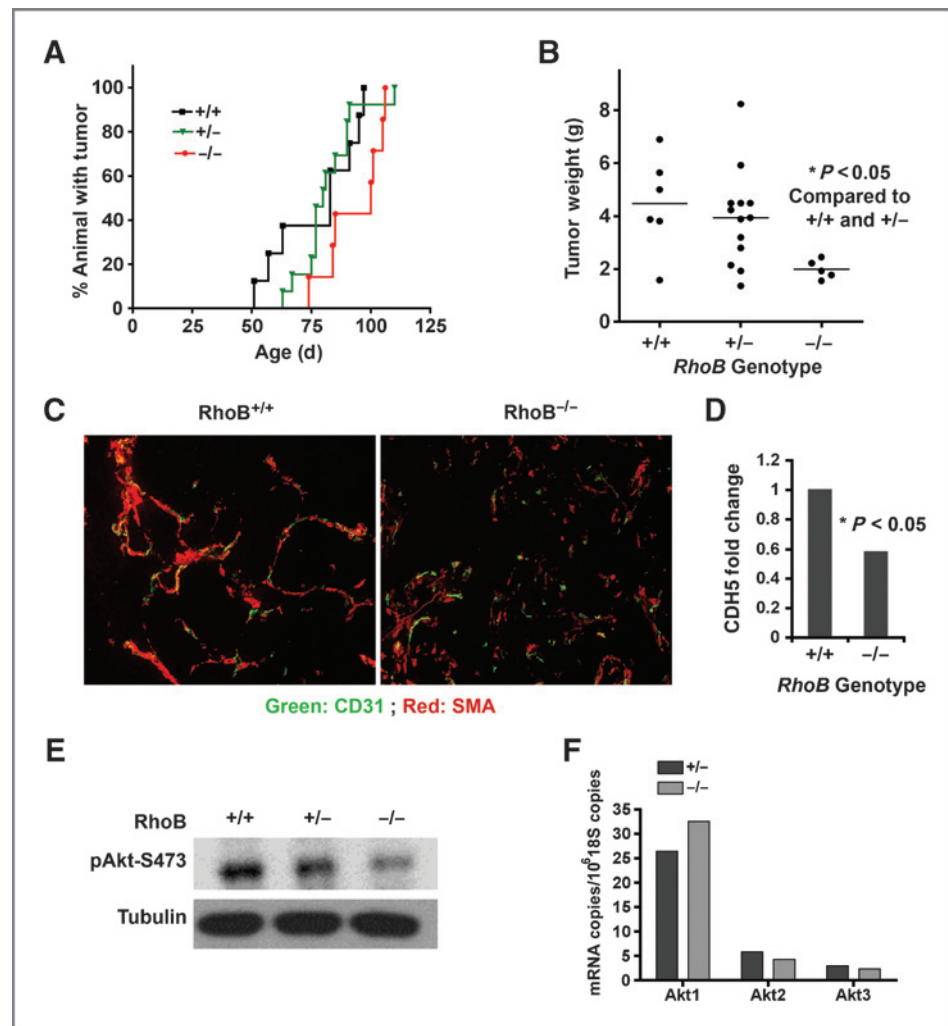 A
% Animal with tumor
100
80
60
40
20
0
+/+
+/−
−/−
0 25 50 75 100 125
Age (d)
B
Tumor weight (g)
8
6
4
2
0
* P < 0.05
Compared to
+/+ and +/−
+/+ +/− −/−
RhoB Genotype
C
RhoB+/+ RhoB−/−
Green: CD31 ; Red: SMA
D
CDH5 fold change
1.2
1
0.8
0.6
0.4
0.2
0
* P < 0.05
+/+ −/−
RhoB Genotype
E
RhoB +/+ +/− −/−
pAkt-S473
Tubulin
F
+/−
−/−
mRNA copies/10⁶18S copies
35
30
25
20
15
10
5
0
Akt1 Akt2 Akt3